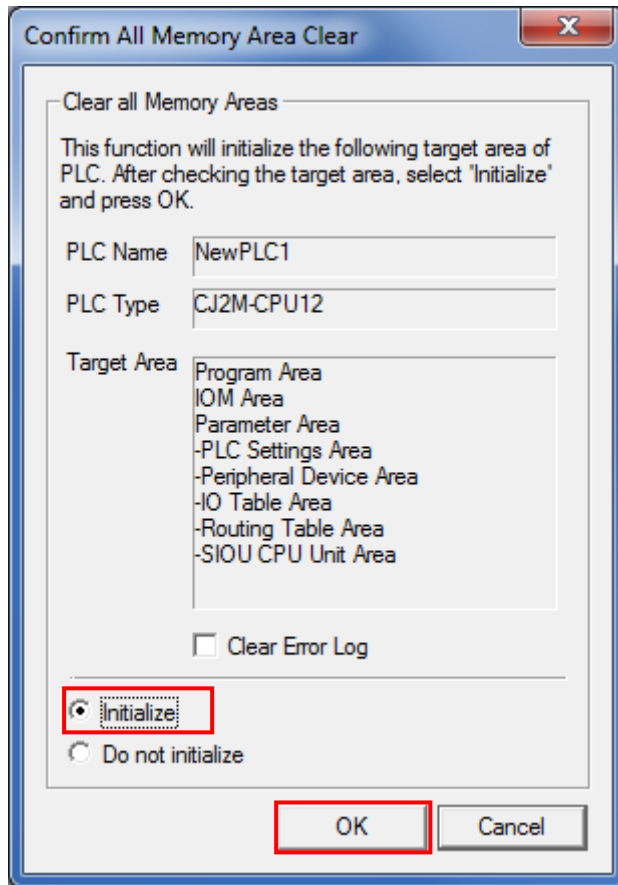 Confirm All Memory Area Clear
Clear all Memory Areas
This function will initialize the following target area of
PLC. After checking the target area, select 'Initialize'
and press OK.
PLC Name NewPLC1
PLC Type CJ2M-CPU12
Target Area Program Area
IOM Area
Parameter Area
-PLC Settings Area
-Peripheral Device Area
-IO Table Area
-Routing Table Area
-SIOU CPU Unit Area
Clear Error Log
Initialize
Do not initialize
OK Cancel